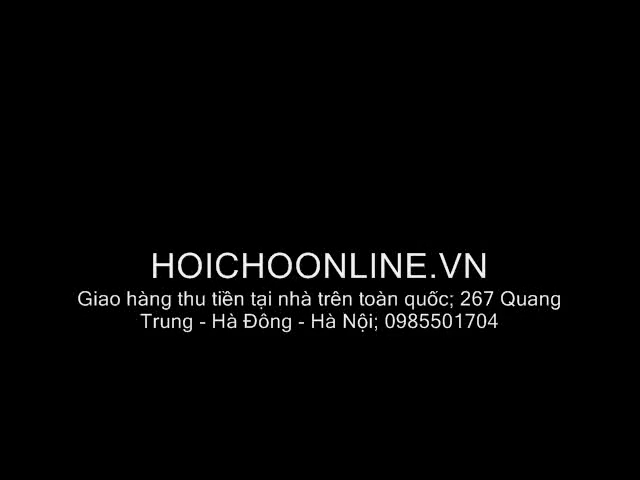 HOICHOONLINE.VN
Giao hàng thu tiền tại nhà trên toàn quốc; 267 Quang
Trung - Hà Đông - Hà Nội; 0985501704